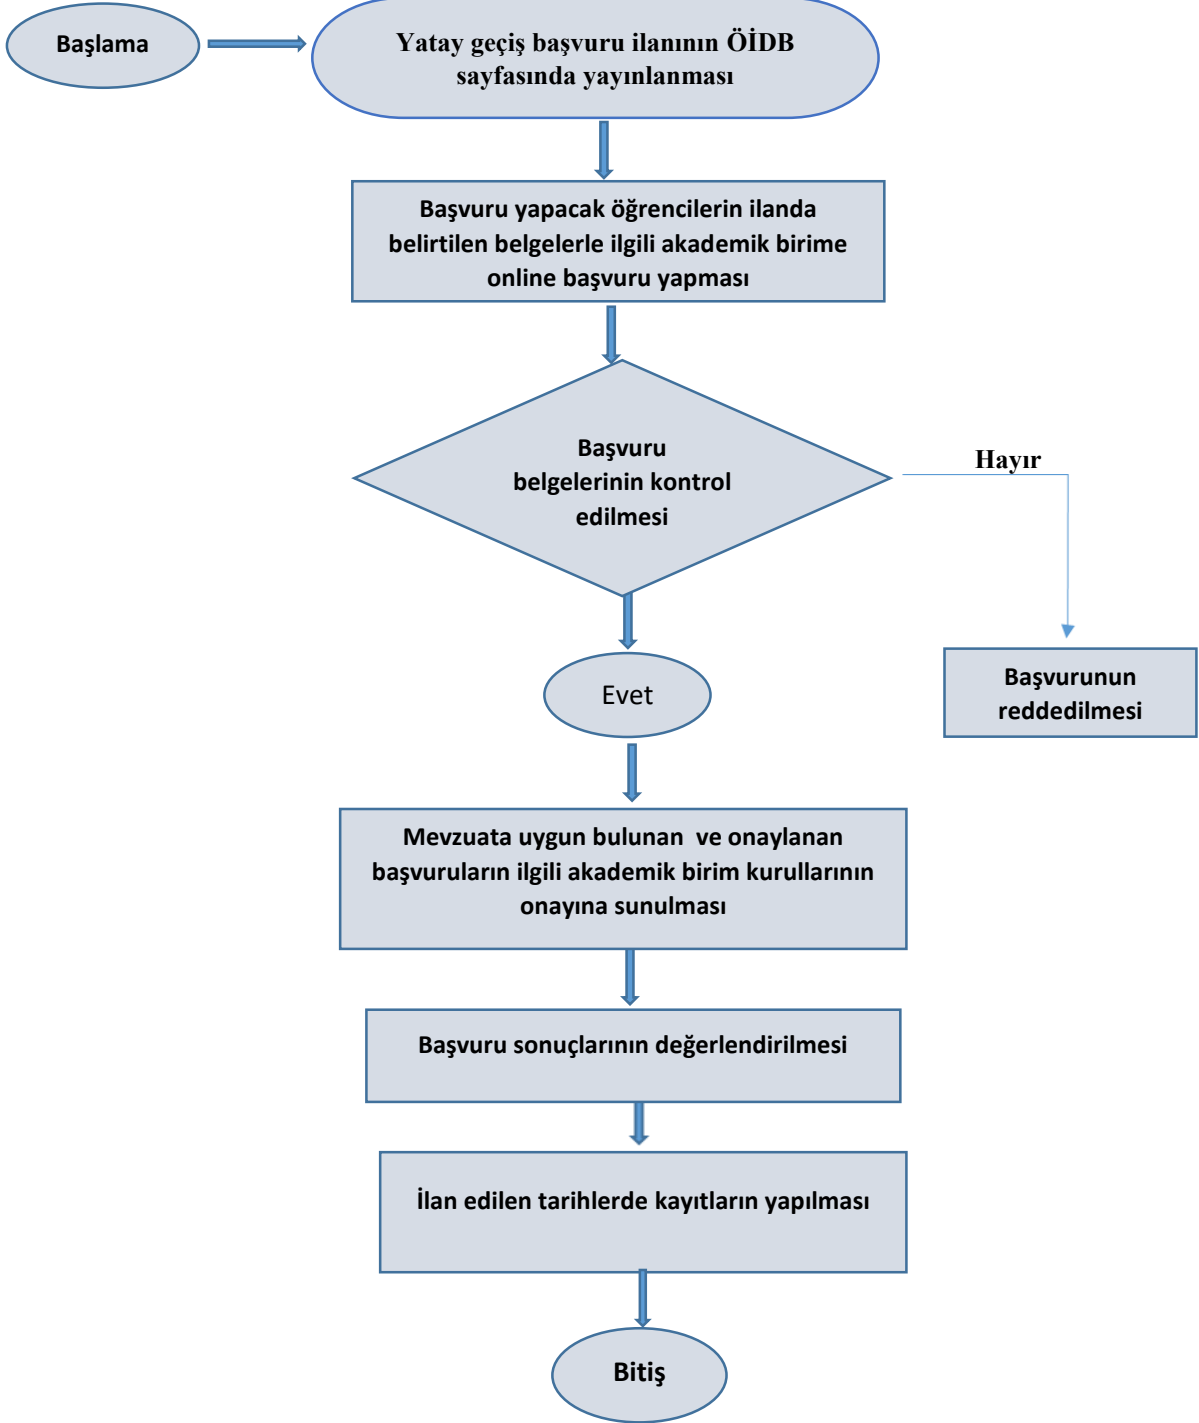 Başlama
Yatay geçiş başvuru ilanının ÖİDB
sayfasında yayınlanması
Başvuru yapacak öğrencilerin ilanda
belirtilen belgelerle ilgili akademik birime
online başvuru yapması
Başvuru
belgelerinin kontrol
edilmesi
Hayır
Evet
Başvurunun
reddedilmesi
Mevzuata uygun bulunan  ve onaylanan
başvuruların ilgili akademik birim kurullarının
onayına sunulması
Başvuru sonuçlarının değerlendirilmesi
İlan edilen tarihlerde kayıtların yapılması
Bitiş